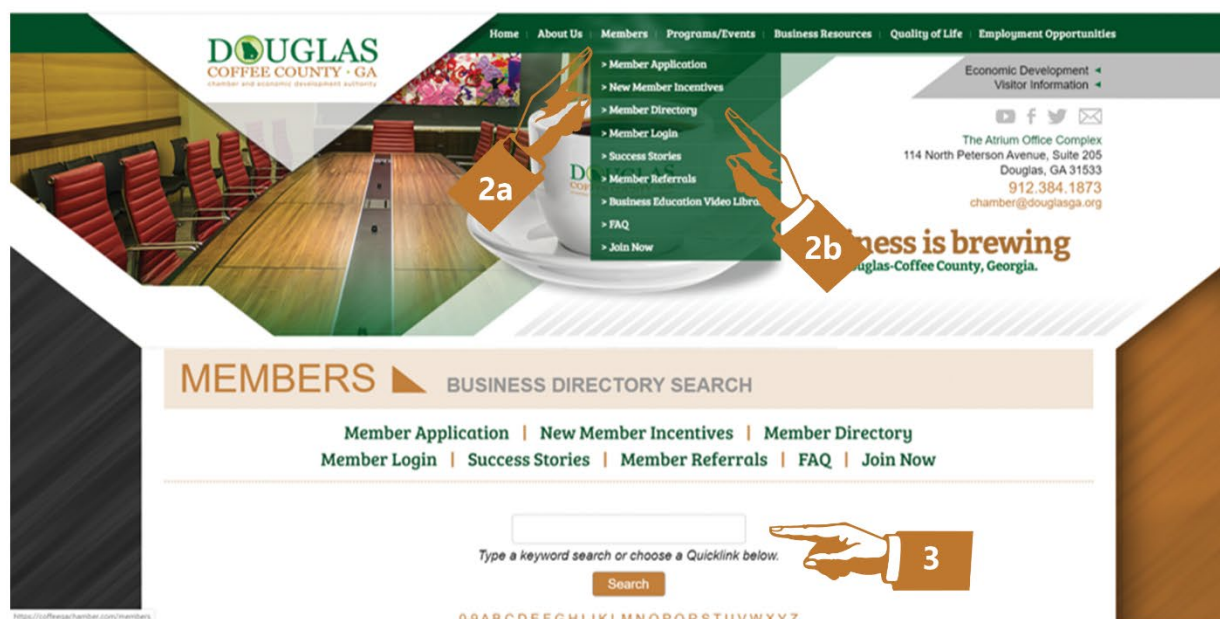 Home About Us Members Programs/Events Business Resources Quality of Life Employment Opportunities
DOUGLAS
COFFEE COUNTY · GA
chamber and economic development authority
> Member Application
> New Member Incentives
> Member Directory
> Member Login
> Success Stories
> Member Referrals
> Business Education Video Libra
> FAQ
> Join Now
2a
2b
Economic Development
Visitor Information
The Atrium Office Complex
114 North Peterson Avenue, Suite 205
Douglas, GA 31533
912.384.1873
chamber@douglasga.org
iness is brewing
uglas-Coffee County, Georgia.
MEMBERS BUSINESS DIRECTORY SEARCH
Member Application | New Member Incentives | Member Directory
Member Login | Success Stories | Member Referrals | FAQ | Join Now
3
Type a keyword search or choose a Quicklink below.
Search